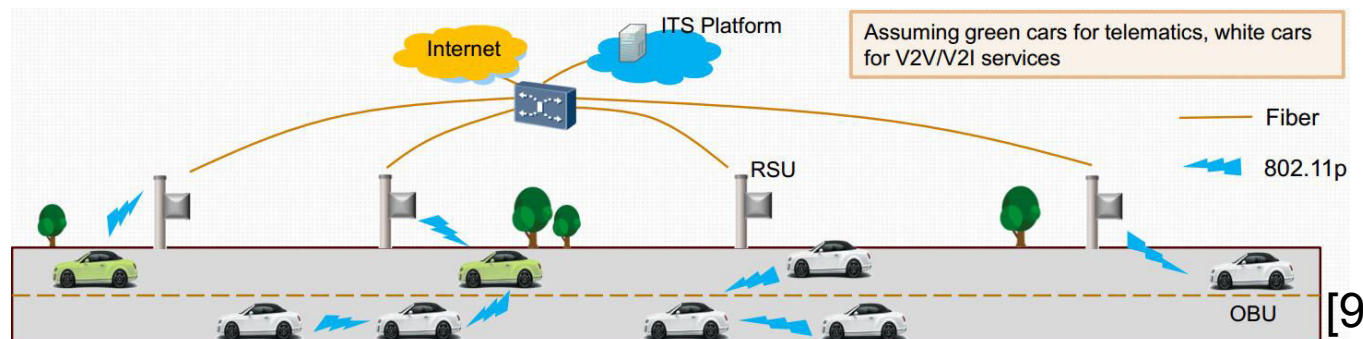 Internet
ITS Platform
Assuming green cars for telematics, white cars
for V2V/V2I services
Fiber
802.11p
RSU
OBU
[9